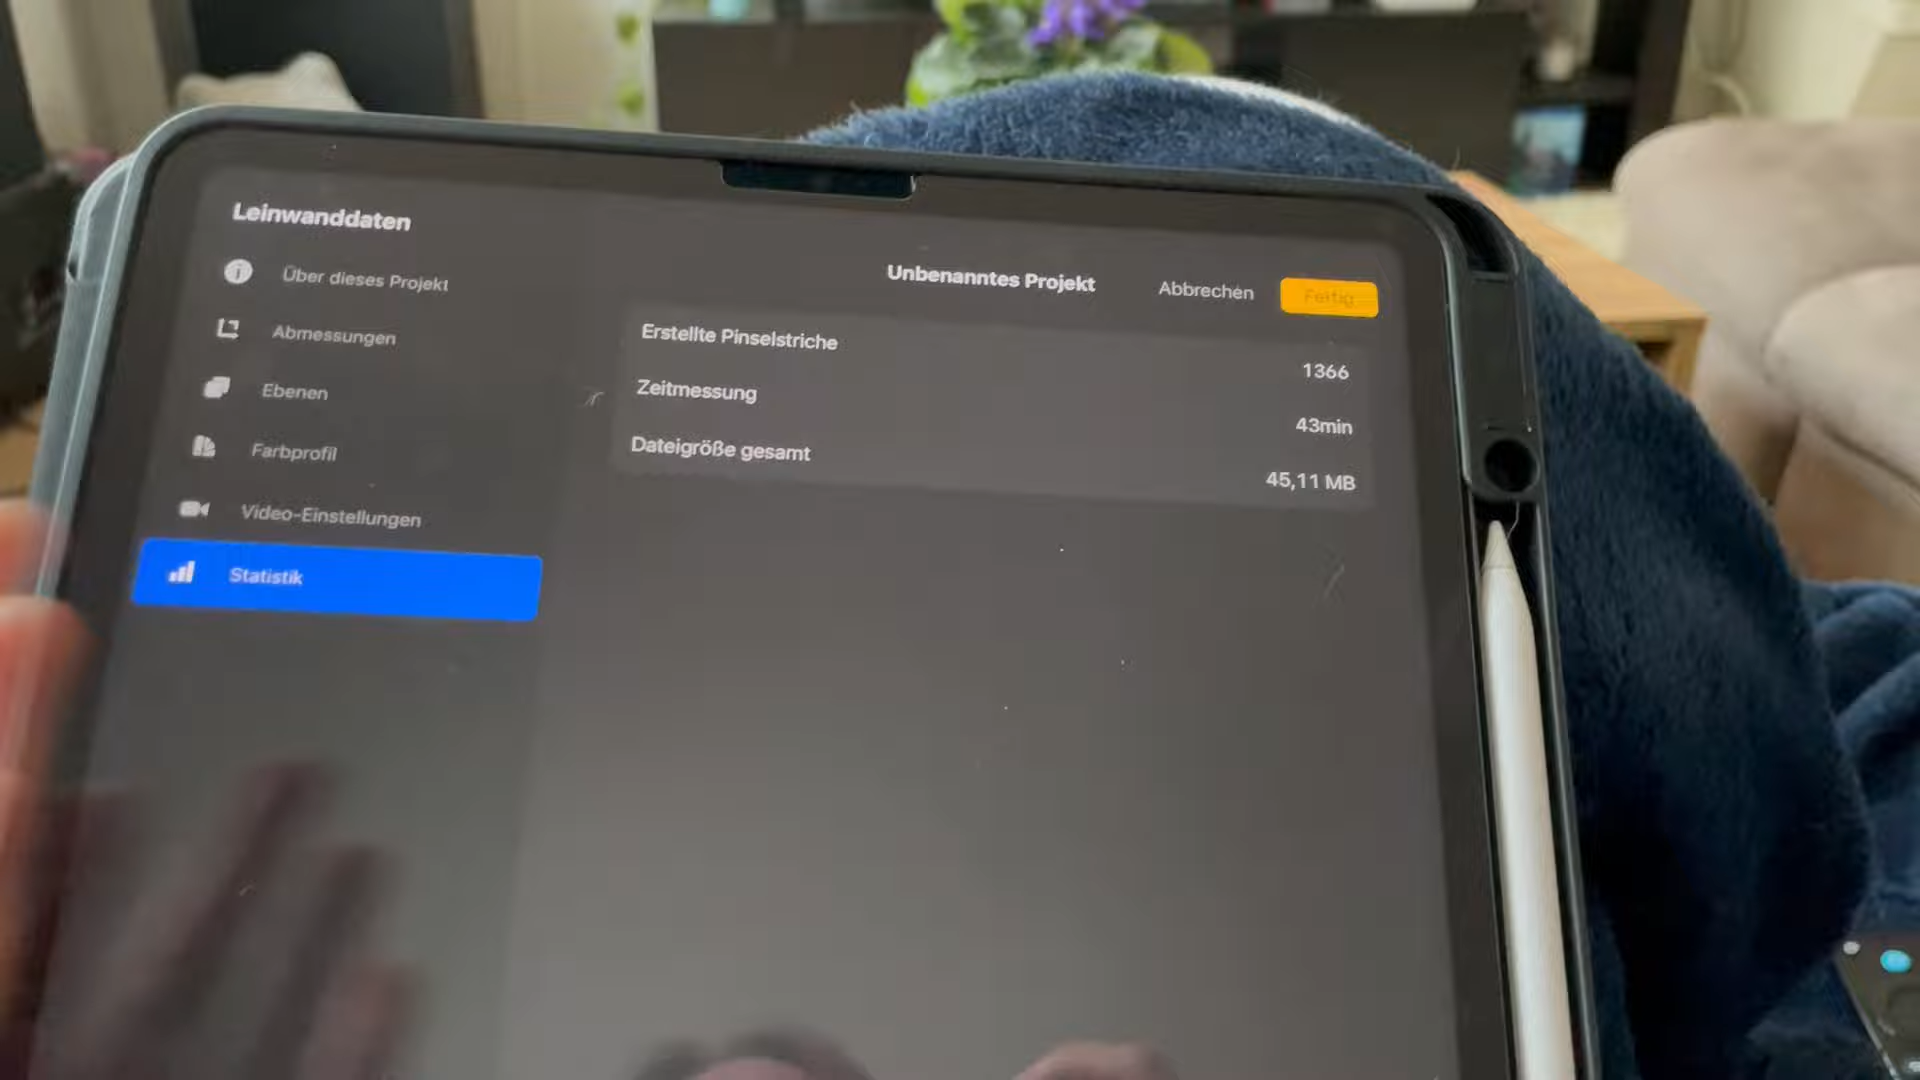 Leinwanddaten
Über dieses Projekt
Abmessungen
Ebenen
Farbprofil
Video-Einstellungen
Statistik
Unbenanntes Projekt
Abbrechen
Fertig
Erstellte Pinselstriche
1366
Zeitmessung
43min
Dateigröße gesamt
45,11 MB